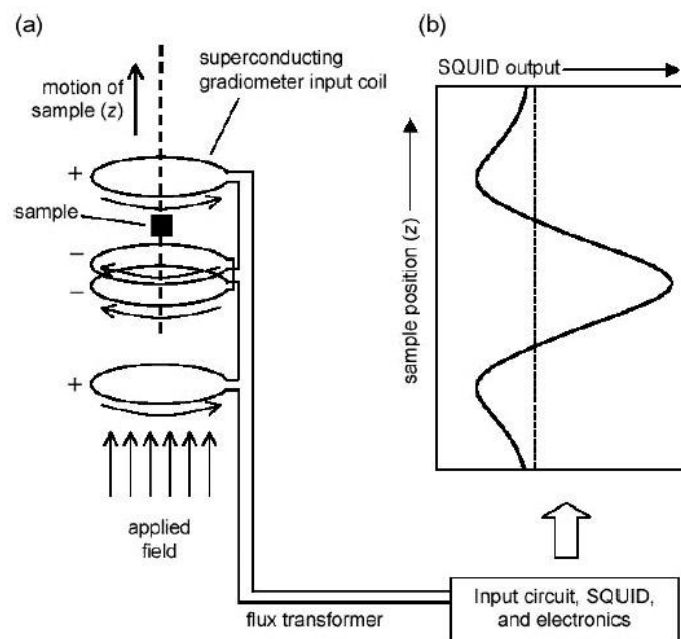 (a)
motion of
sample (z)
superconducting
gradiometer input coil
+
sample
−
−
+
applied
field
flux transformer
(b)
SQUID output
sample position (z)
Input circuit, SQUID,
and electronics